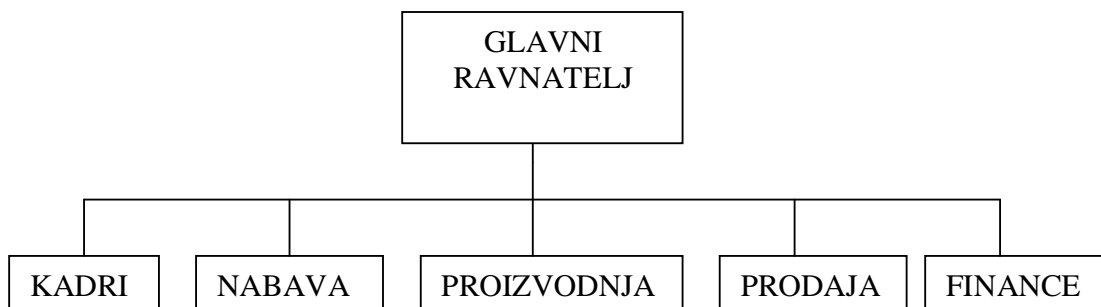 GLAVNI
RAVNATELJ
KADRI NABAVA PROIZVODNJA PRODAJA FINANCE